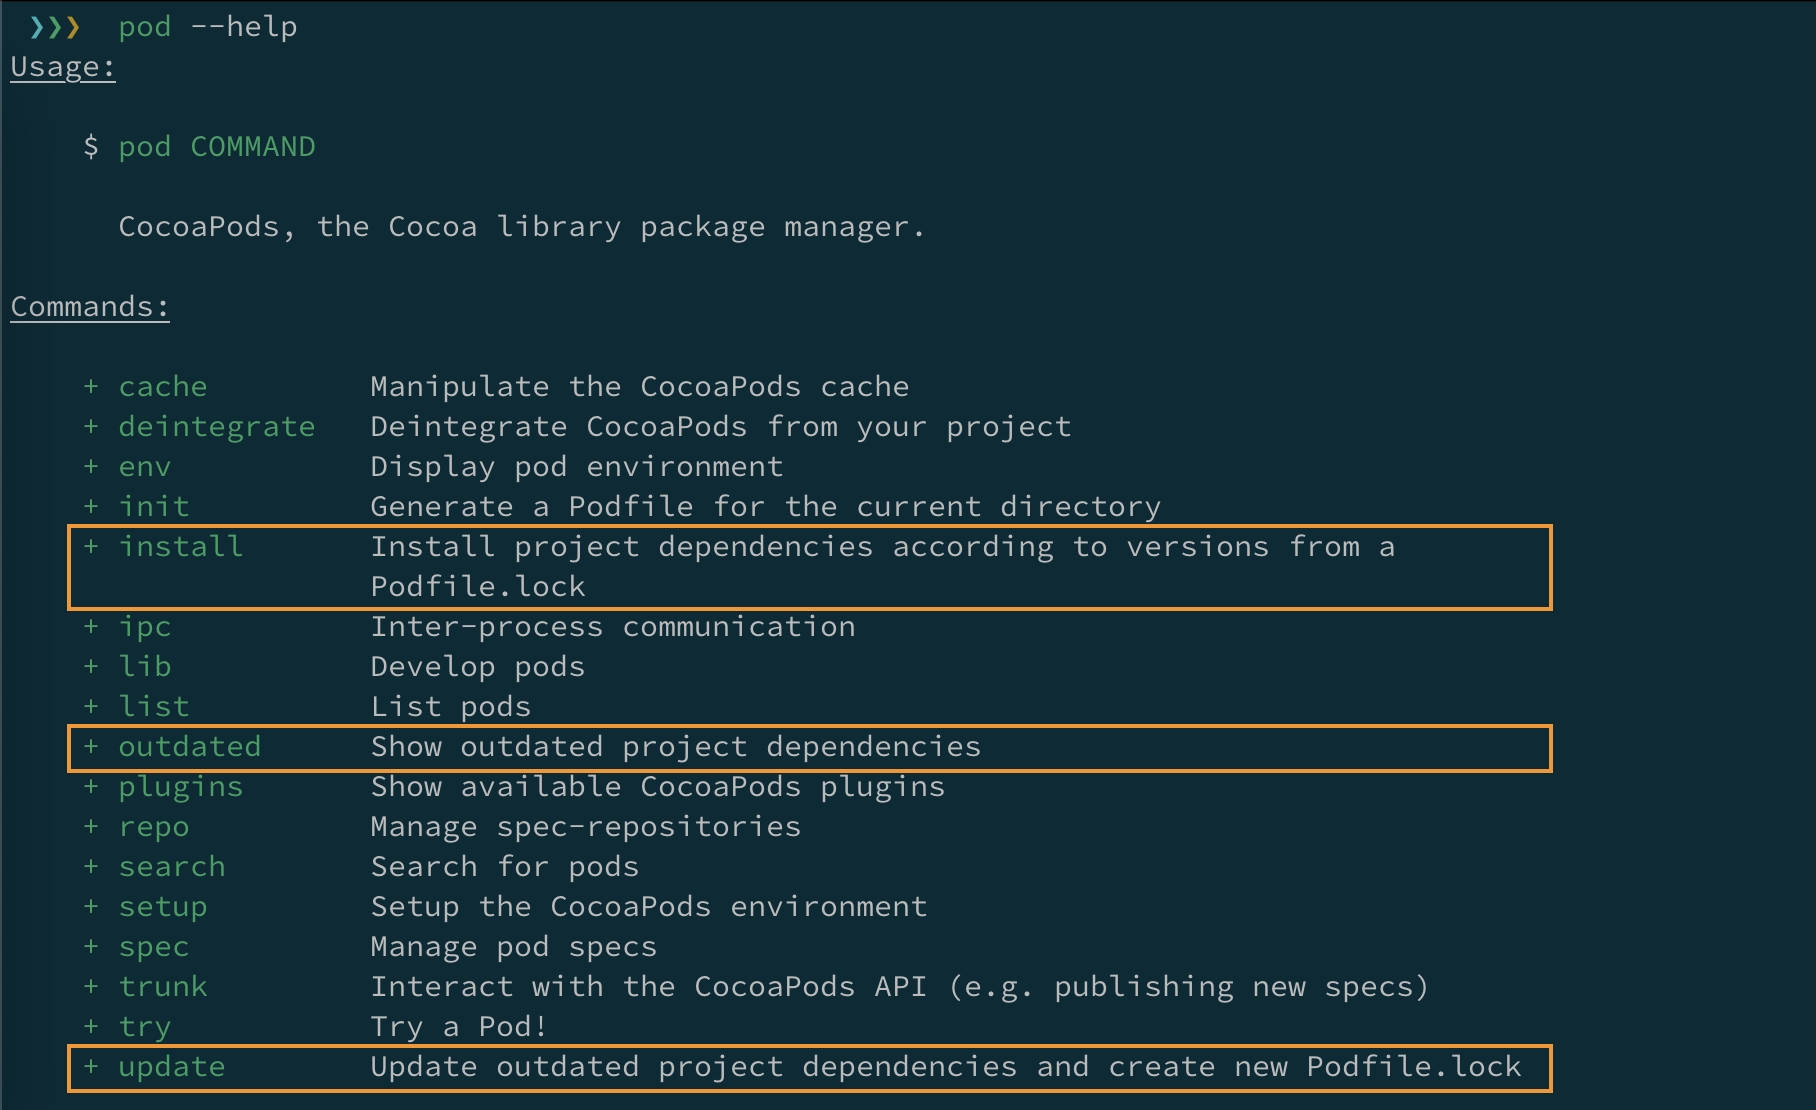 ❯❯❯ pod --help
Usage:
$ pod COMMAND
CocoaPods, the Cocoa library package manager.
Commands:
+ cache Manipulate the CocoaPods cache
+ deintegrate Deintegrate CocoaPods from your project
+ env Display pod environment
+ init Generate a Podfile for the current directory
+ install Install project dependencies according to versions from a
Podfile.lock
+ ipc Inter-process communication
+ lib Develop pods
+ list List pods
+ outdated Show outdated project dependencies
+ plugins Show available CocoaPods plugins
+ repo Manage spec-repositories
+ search Search for pods
+ setup Setup the CocoaPods environment
+ spec Manage pod specs
+ trunk Interact with the CocoaPods API (e.g. publishing new specs)
+ try Try a Pod!
+ update Update outdated project dependencies and create new Podfile.lock